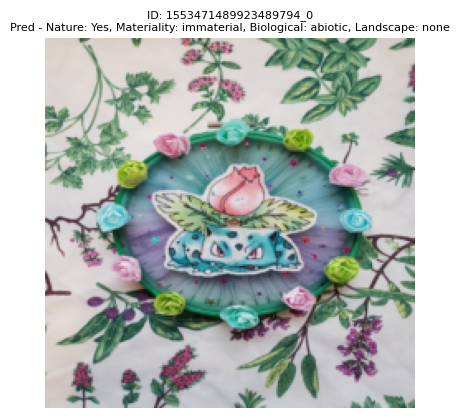 ID: 1553471489923489794_0
Pred - Nature: Yes, Materiality: immaterial, Biological: abiotic, Landscape: none